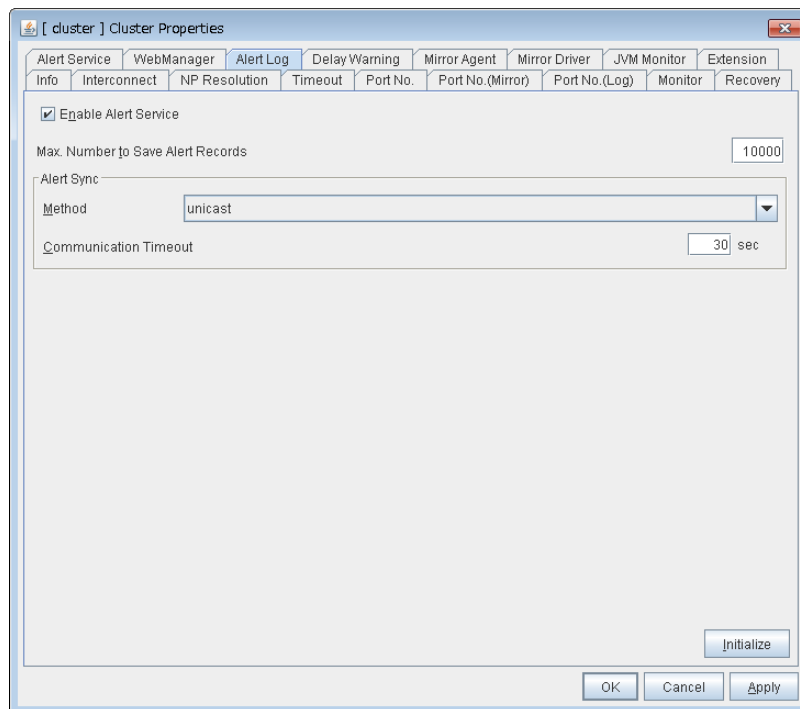 [ cluster ] Cluster Properties
Alert Service WebManager Alert Log Delay Warning Mirror Agent Mirror Driver JVM Monitor Extension
Info Interconnect NP Resolution Timeout Port No. Port No.(Mirror) Port No.(Log) Monitor Recovery
Enable Alert Service
Max. Number to Save Alert Records 10000
Alert Sync
Method unicast
Communication Timeout 30 sec
Initialize
OK Cancel Apply